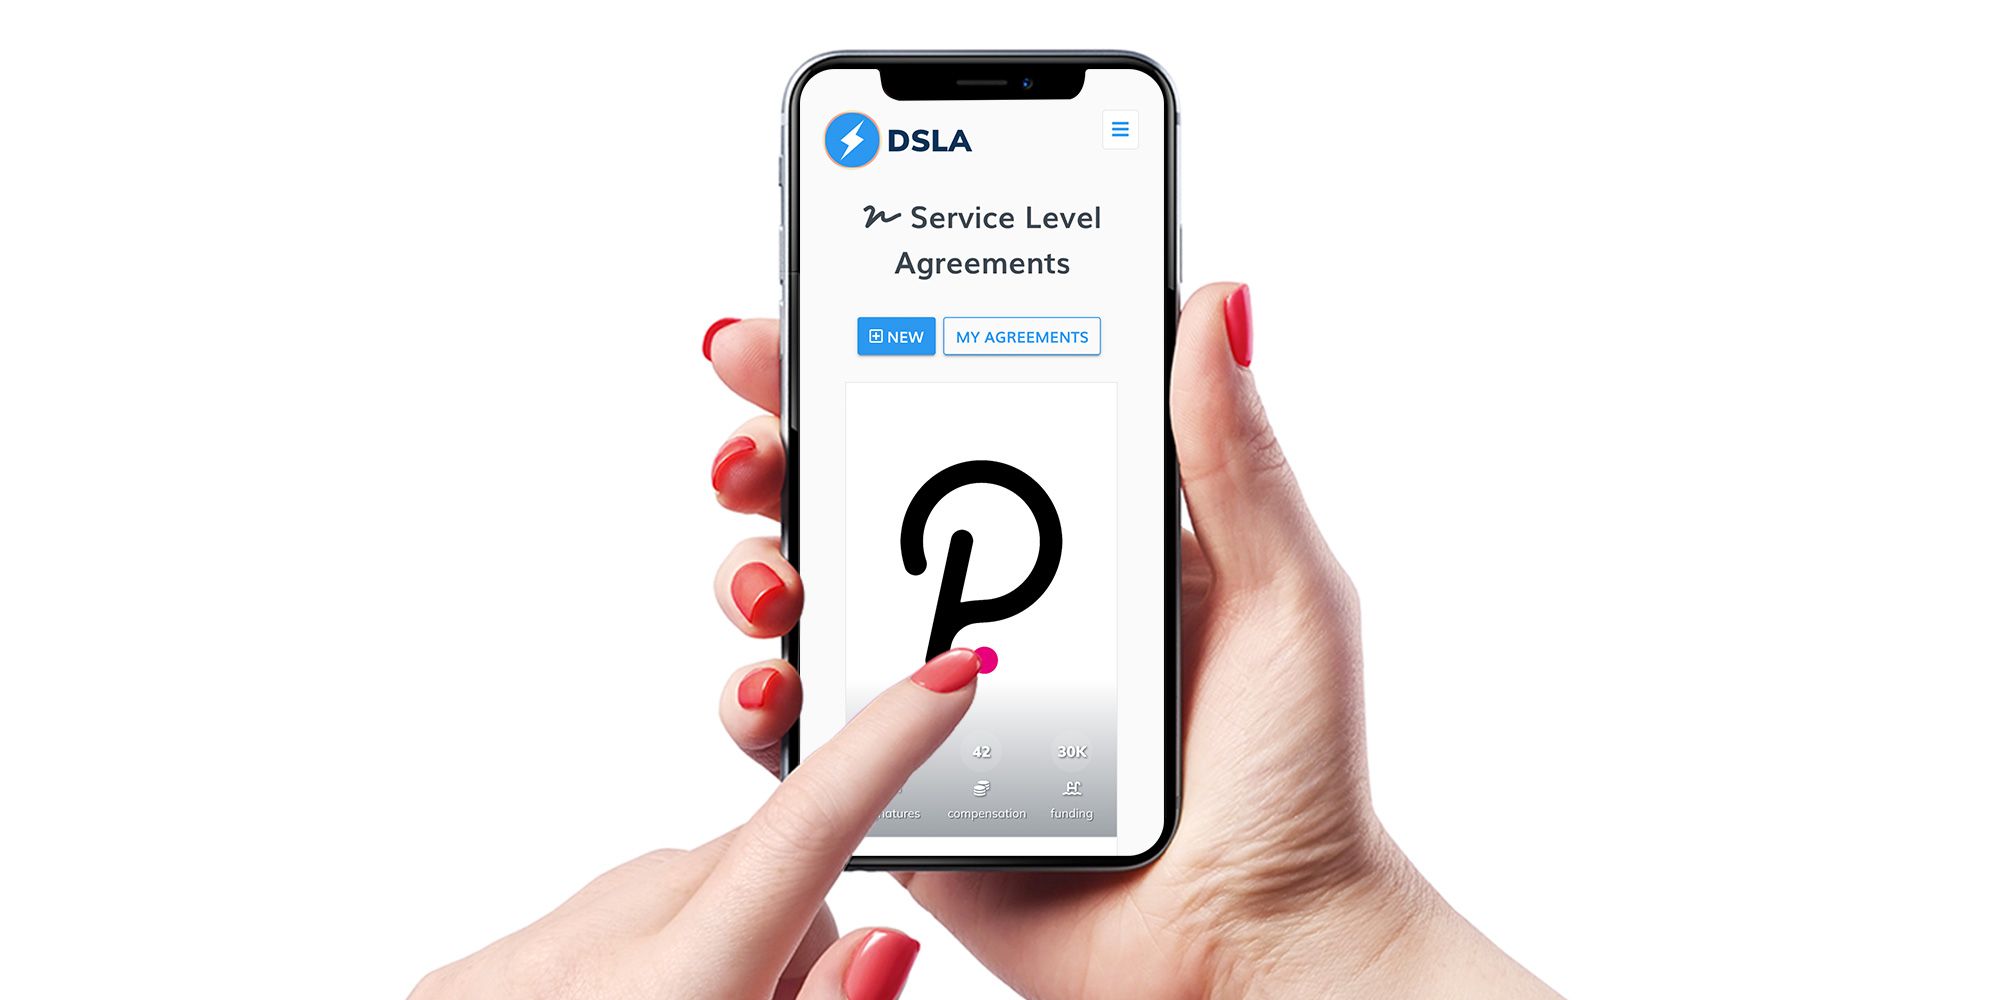 DSLA
Service Level
Agreements
NEW
MY AGREEMENTS
42
30K
compensation
funding